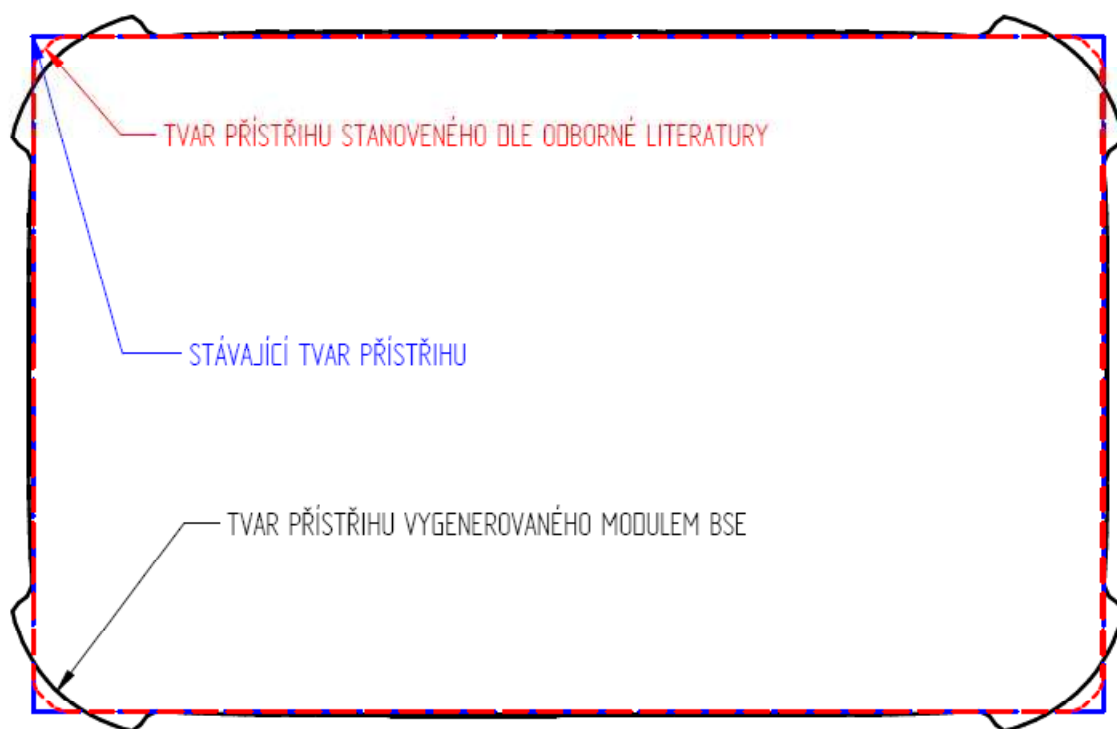 TVAR PŘÍSTŘIHU STANOVENÉHO DLE ODBORNÉ LITERATURY
STÁVAJÍCÍ TVAR PŘÍSTŘIHU
TVAR PŘÍSTŘIHU VYGENEROVANÉHO MODULEM BSE